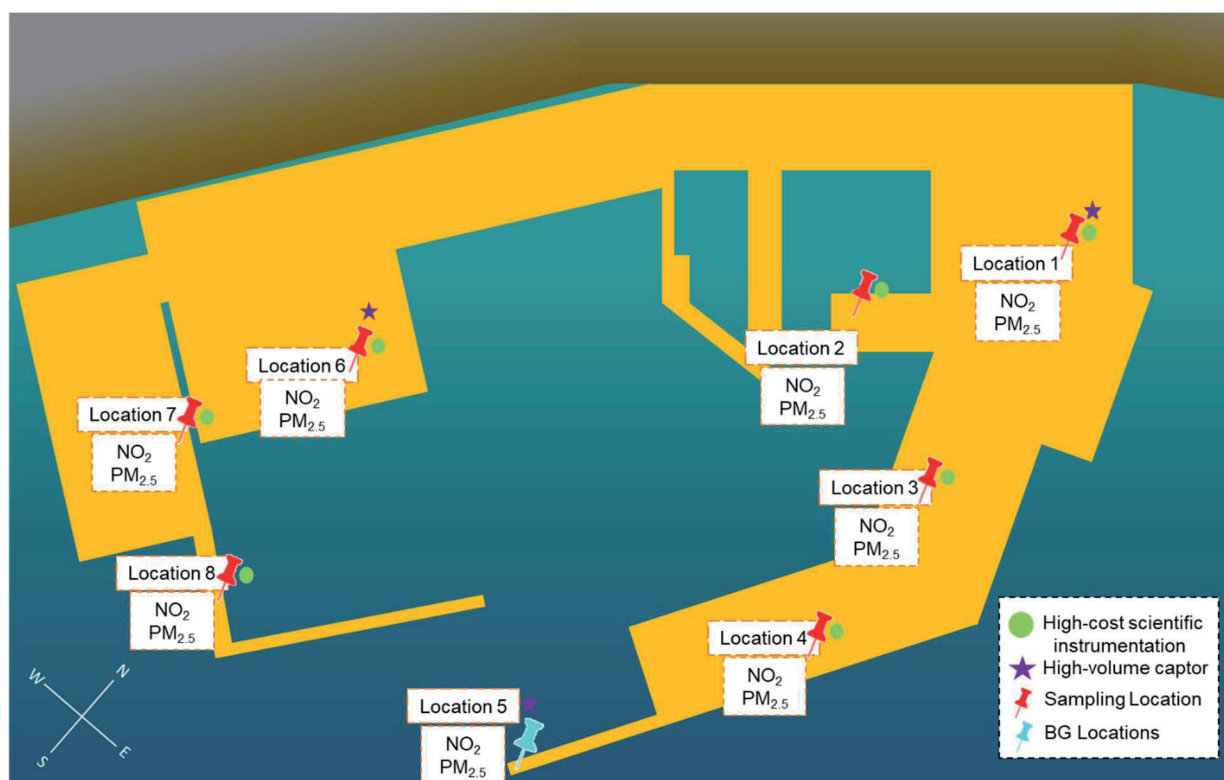 Location 1
NO₂
PM₂.₅
Location 2
NO₂
PM₂.₅
Location 6
NO₂
PM₂.₅
Location 7
NO₂
PM₂.₅
Location 3
NO₂
PM₂.₅
Location 8
NO₂
PM₂.₅
Location 4
NO₂
PM₂.₅
Location 5
NO₂
PM₂.₅
W
N
S
E
High-cost scientific
instrumentation
High-volume captor
Sampling Location
BG Locations